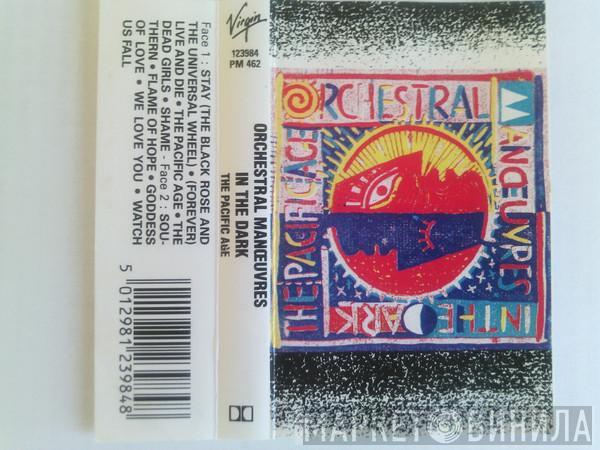 Face 1 : STAY (THE BLACK ROSE AND
THE UNIVERSAL WHEEL) • (FOREVER)
LIVE AND DIE • THE PACIFIC AGE • THE
DEAD GIRLS • SHAME - Face 2 : SOU-
THERN • FLAME OF HOPE • GODDESS
OF LOVE • WE LOVE YOU • WATCH
US FALL
5 012981 239848
Virgin
123984
PM 462
ORCHESTRAL MANŒUVRES
IN THE DARK
THE PACIFIC AGE
ORCHESTRAL
MANŒUVRES
IN THE DARK
THE PACIFIC AGE
МАРКЕТ ВИНИЛА